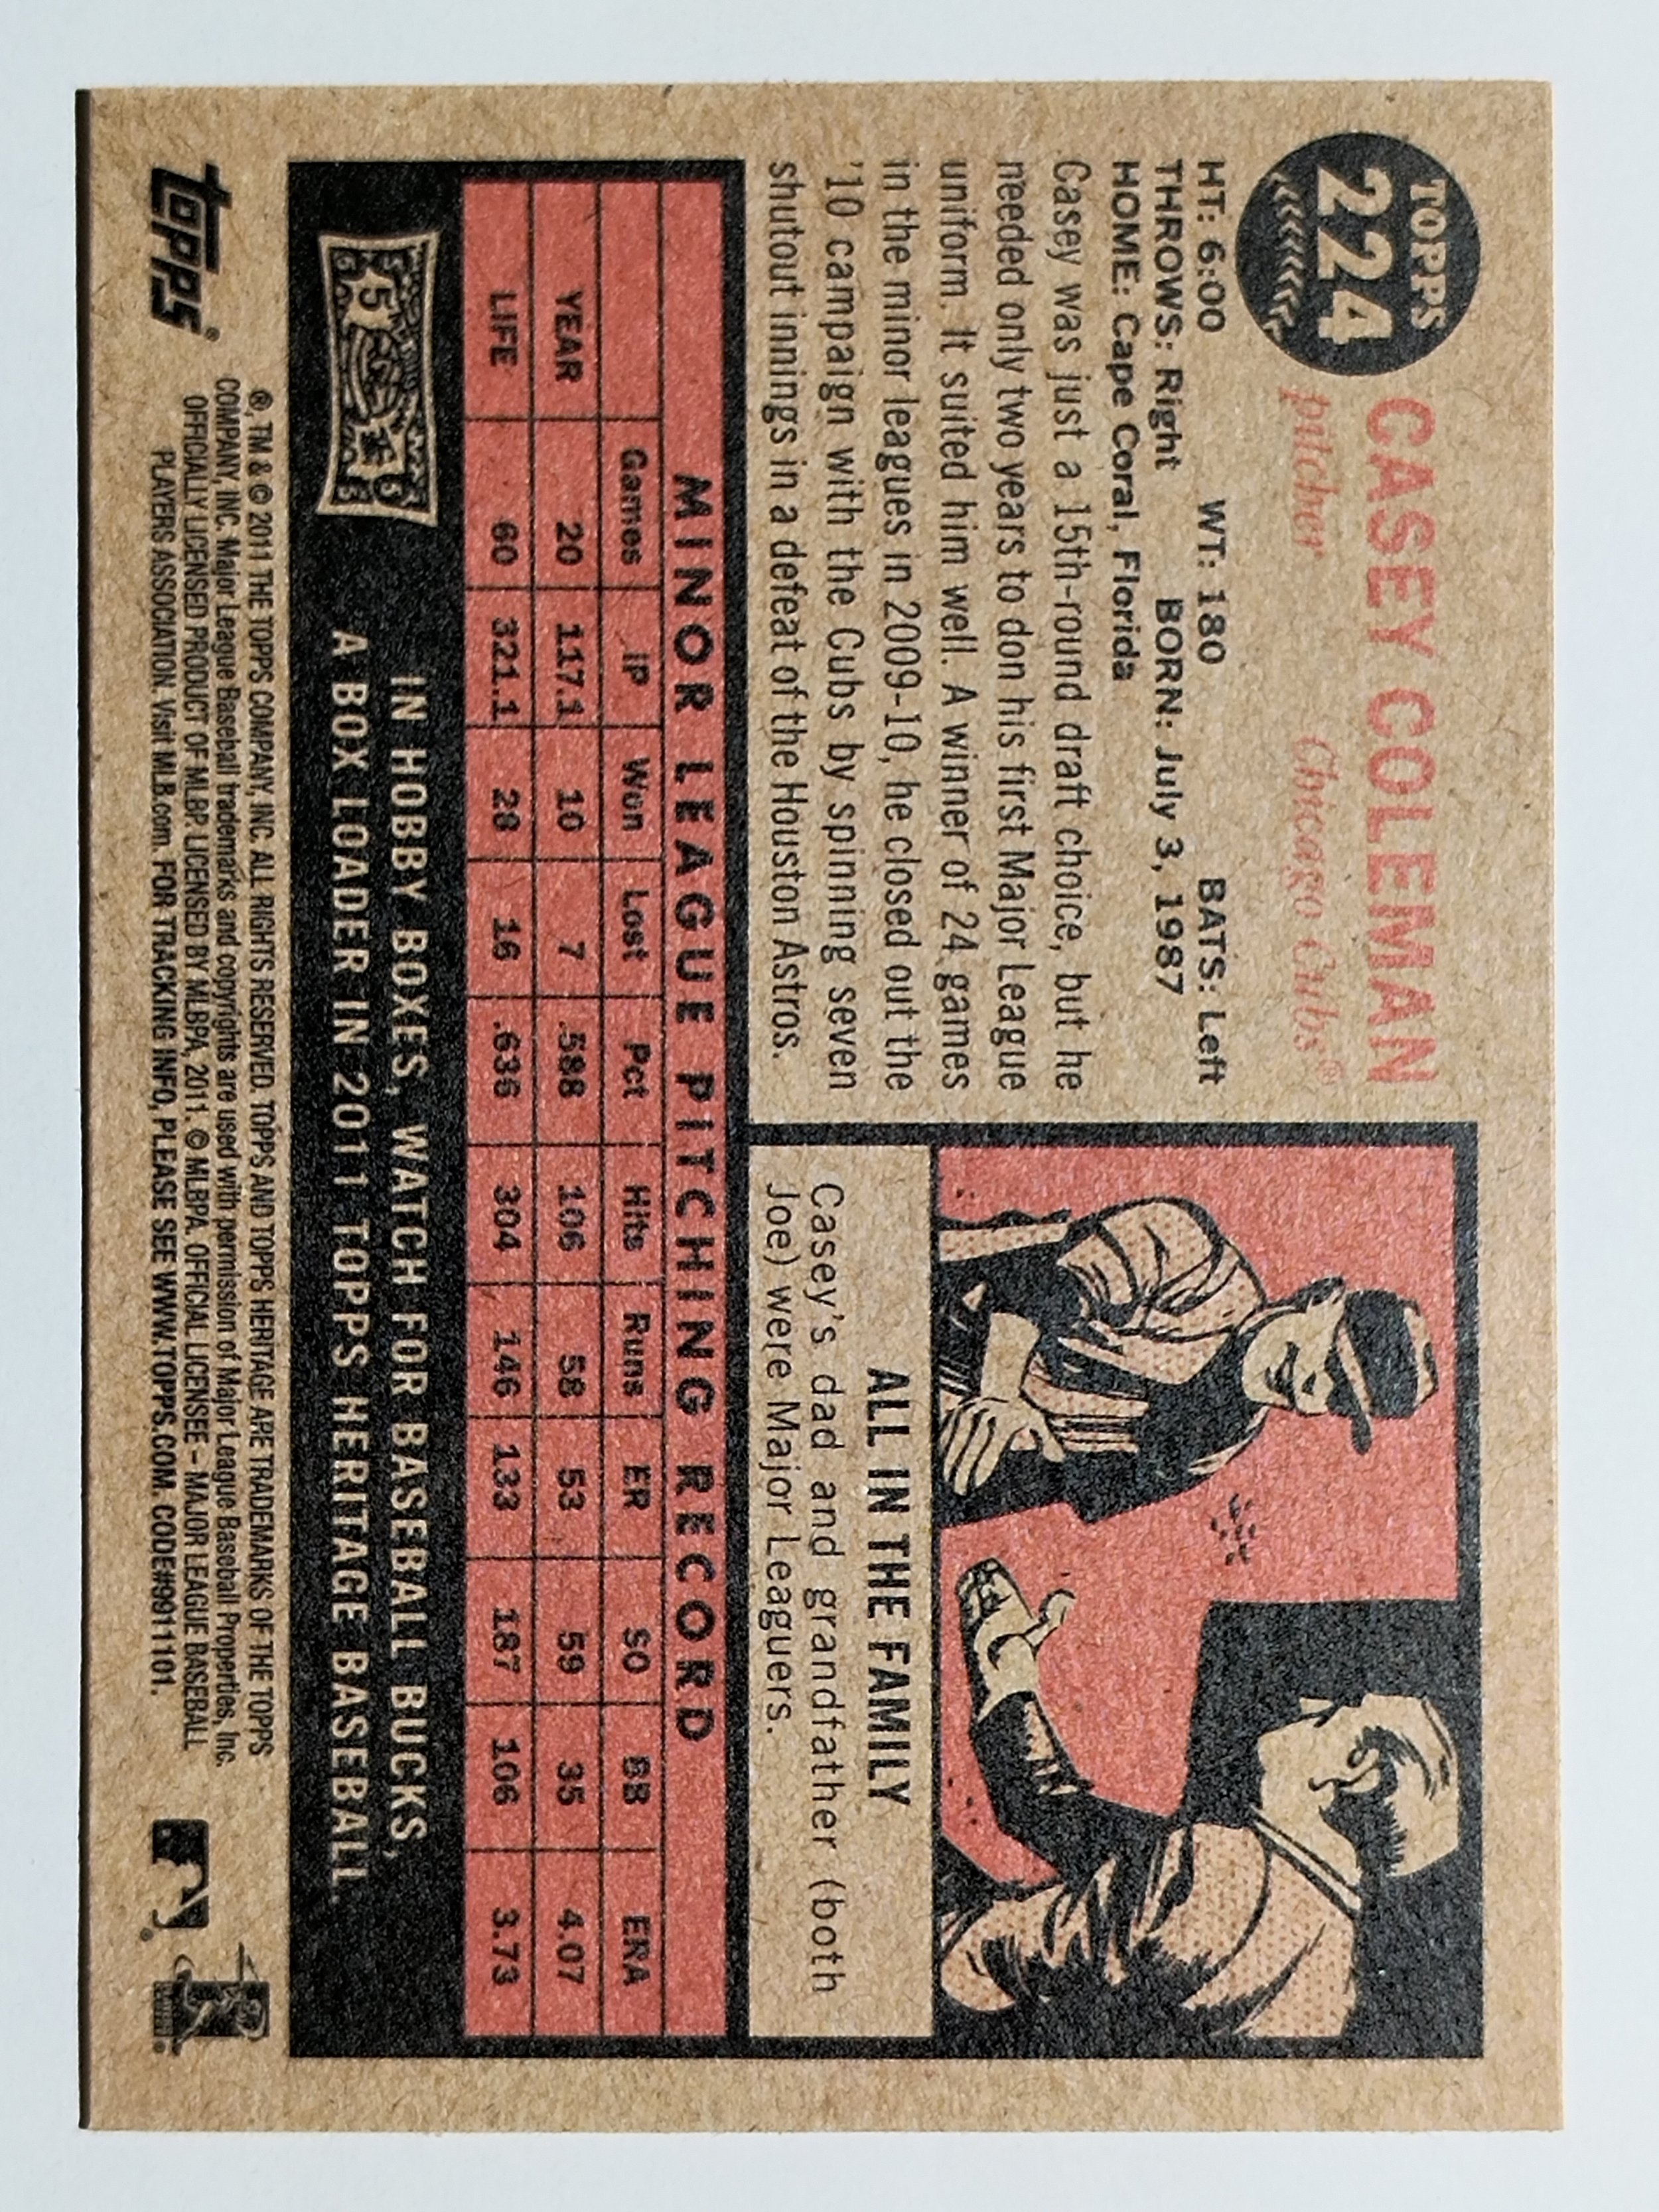 TOPPS
224
CASEY COLEMAN
pitcher Chicago Cubs®
HT: 6:00 WT: 180 BATS: Left
THROWS: Right BORN: July 3, 1987
HOME: Cape Coral, Florida
Casey was just a 15th-round draft choice, but he
needed only two years to don his first Major League
uniform. It suited him well. A winner of 24 games
in the minor leagues in 2009-10, he closed out the
'10 campaign with the Cubs by spinning seven
shutout innings in a defeat of the Houston Astros.
ALL IN THE FAMILY
Casey's dad and grandfather (both
Joe) were Major Leaguers.
MINOR LEAGUE PITCHING RECORD
Games IP Won Lost Pct Hits Runs ER SO BB ERA
YEAR 20 117.1 10 7 .588 106 58 53 59 35 4.07
LIFE 60 321.1 28 16 .636 304 146 133 187 106 3.73
5
IN HOBBY BOXES, WATCH FOR BASEBALL BUCKS,
A BOX LOADER IN 2011 TOPPS HERITAGE BASEBALL.
topps®
®, TM & © 2011 THE TOPPS COMPANY, INC. ALL RIGHTS RESERVED. TOPPS AND TOPPS HERITAGE ARE TRADEMARKS OF THE TOPPS
COMPANY, INC. Major League Baseball trademarks and copyrights are used with permission of Major League Baseball Properties, Inc.
OFFICIALLY LICENSED PRODUCT OF MLBP. LICENSED BY MLBPA, 2011. © MLBPA. OFFICIAL LICENSEE – MAJOR LEAGUE BASEBALL
PLAYERS ASSOCIATION. Visit MLB.com. FOR TRACKING INFO, PLEASE SEE WWW.TOPPS.COM. CODE#9911101.